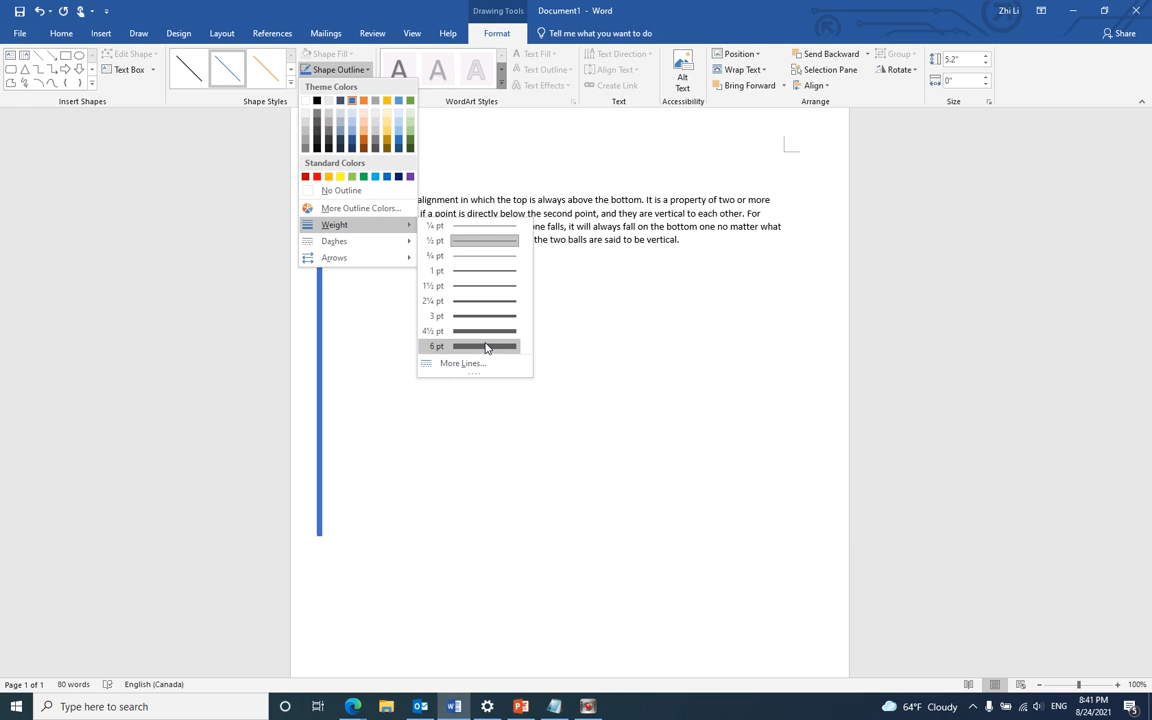 Drawing Tools
Document1 - Word
Zhi Li
File Home Insert Draw Design Layout References Mailings Review View Help Format Tell me what you want to do Share
Edit Shape
Text Box
Insert Shapes
Shape Fill
Shape Outline
Shape Styles
A A A
WordArt Styles
Text Fill
Text Outline
Text Effects
Text Direction
Align Text
Create Link
Text
Alt
Text
Accessibility
Position
Wrap Text
Bring Forward
Send Backward
Selection Pane
Align
Group
Rotate
Arrange
5.2"
0"
Size
Theme Colors
Standard Colors
No Outline
More Outline Colors...
Weight
Dashes
Arrows
¼ pt
½ pt
¾ pt
1 pt
1½ pt
2¼ pt
3 pt
4½ pt
6 pt
More Lines...
alignment in which the top is always above the bottom. It is a property of two or more
if a point is directly below the second point, and they are vertical to each other. For
one falls, it will always fall on the bottom one no matter what
the two balls are said to be vertical.
Page 1 of 1 80 words English (Canada) 100%
Type here to search
64°F Cloudy ENG
8:41 PM
8/24/2021
5